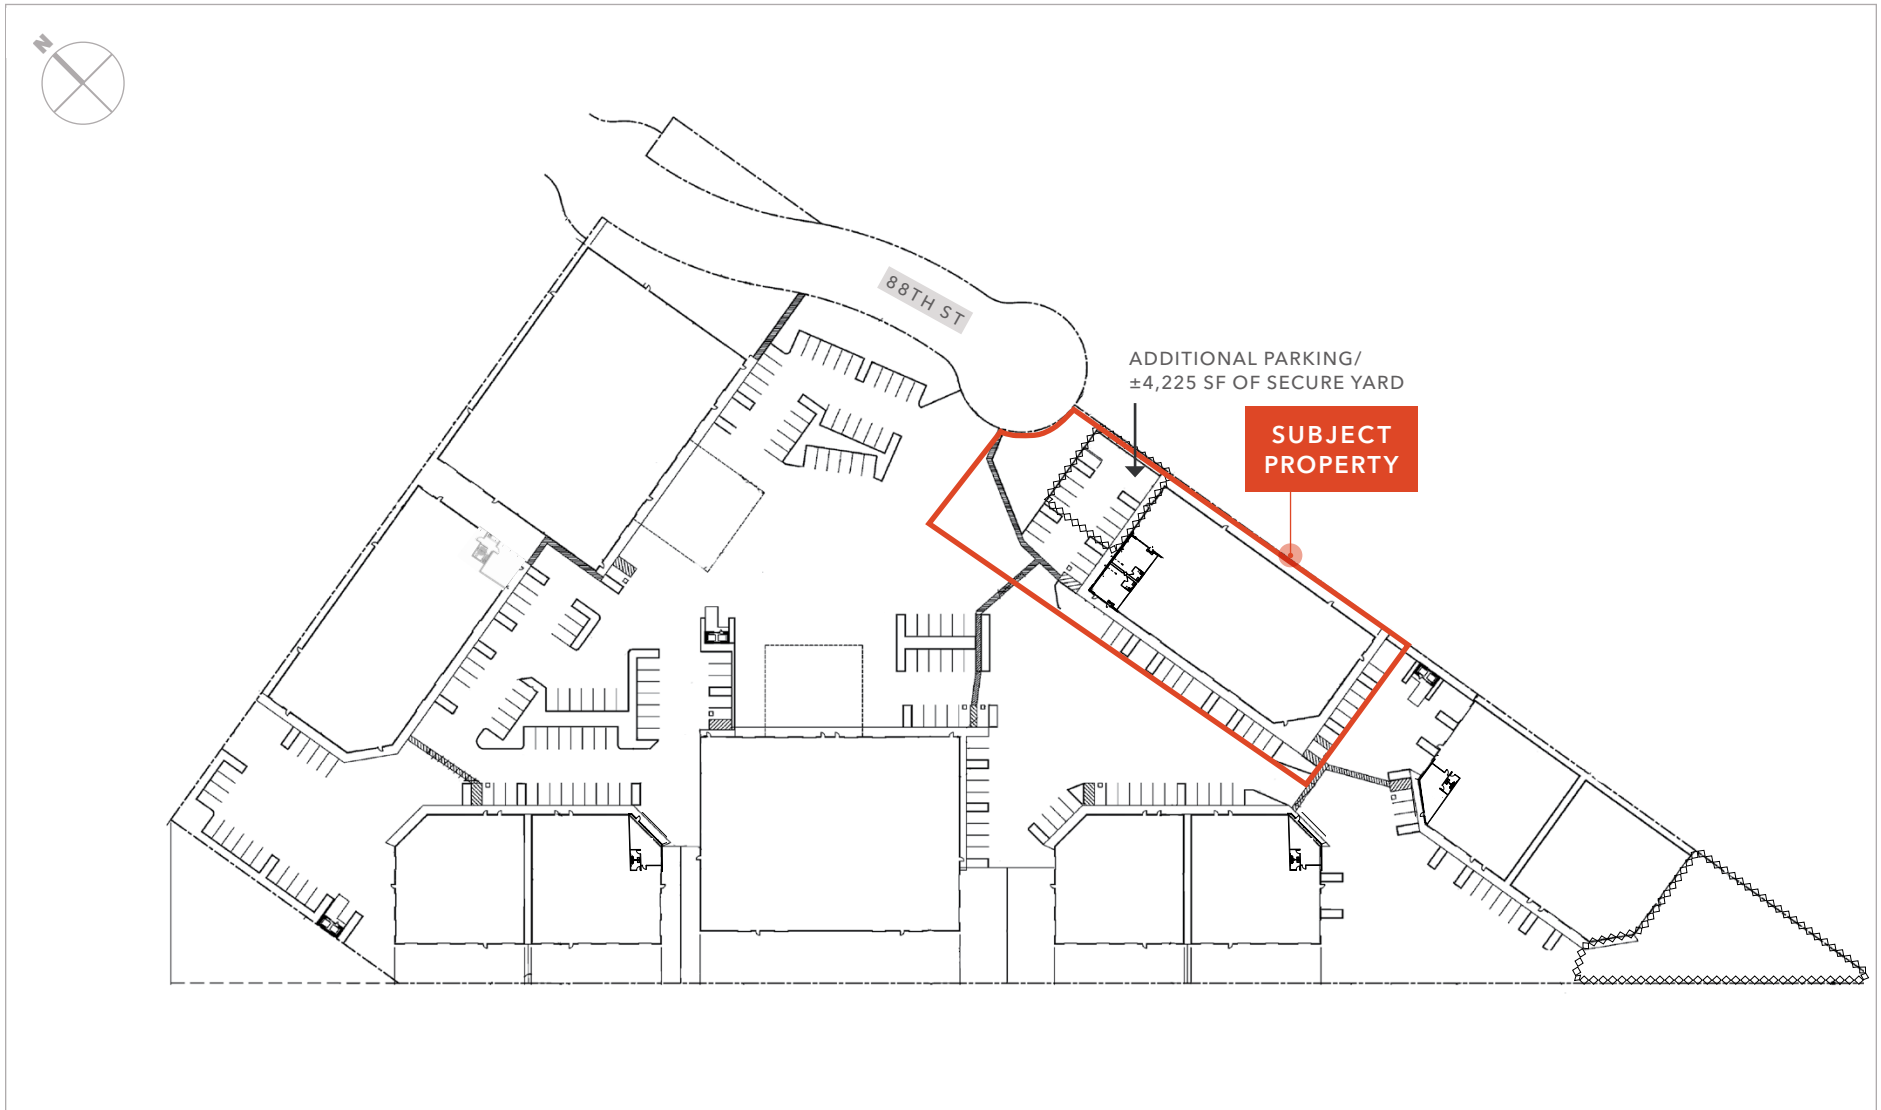 N
88TH ST
ADDITIONAL PARKING/
±4,225 SF OF SECURE YARD
SUBJECT
PROPERTY